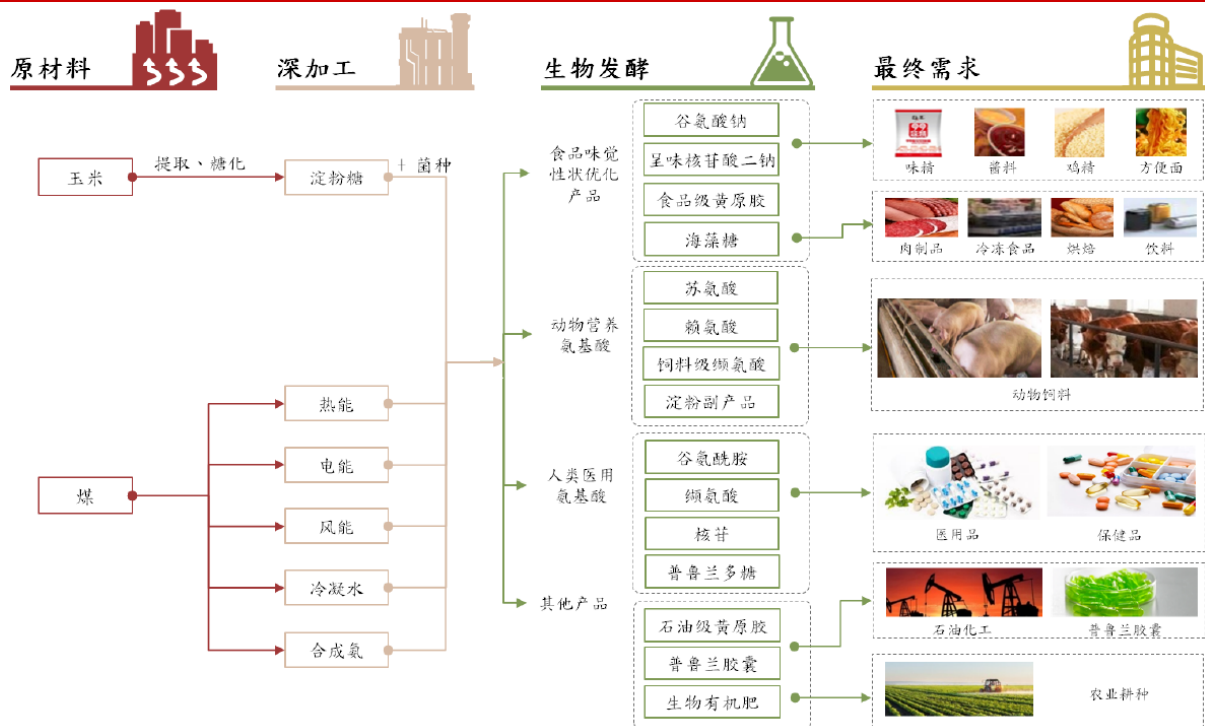 原材料
深加工
生物发酵
最终需求
玉米
提取、糖化
淀粉糖
+ 菌种
煤
热能
电能
风能
冷凝水
合成氨
食品味觉
性状优化
产品
谷氨酸钠
呈味核苷酸二钠
食品级黄原胶
海藻糖
味精
酱料
鸡精
方便面
肉制品
冷冻食品
烘焙
饮料
动物营养
氨基酸
苏氨酸
赖氨酸
饲料级缬氨酸
淀粉副产品
动物饲料
人类医用
氨基酸
谷氨酰胺
缬氨酸
核苷
普鲁兰多糖
医用品
保健品
其他产品
石油级黄原胶
普鲁兰胶囊
生物有机肥
石油化工
普鲁兰胶囊
农业耕种